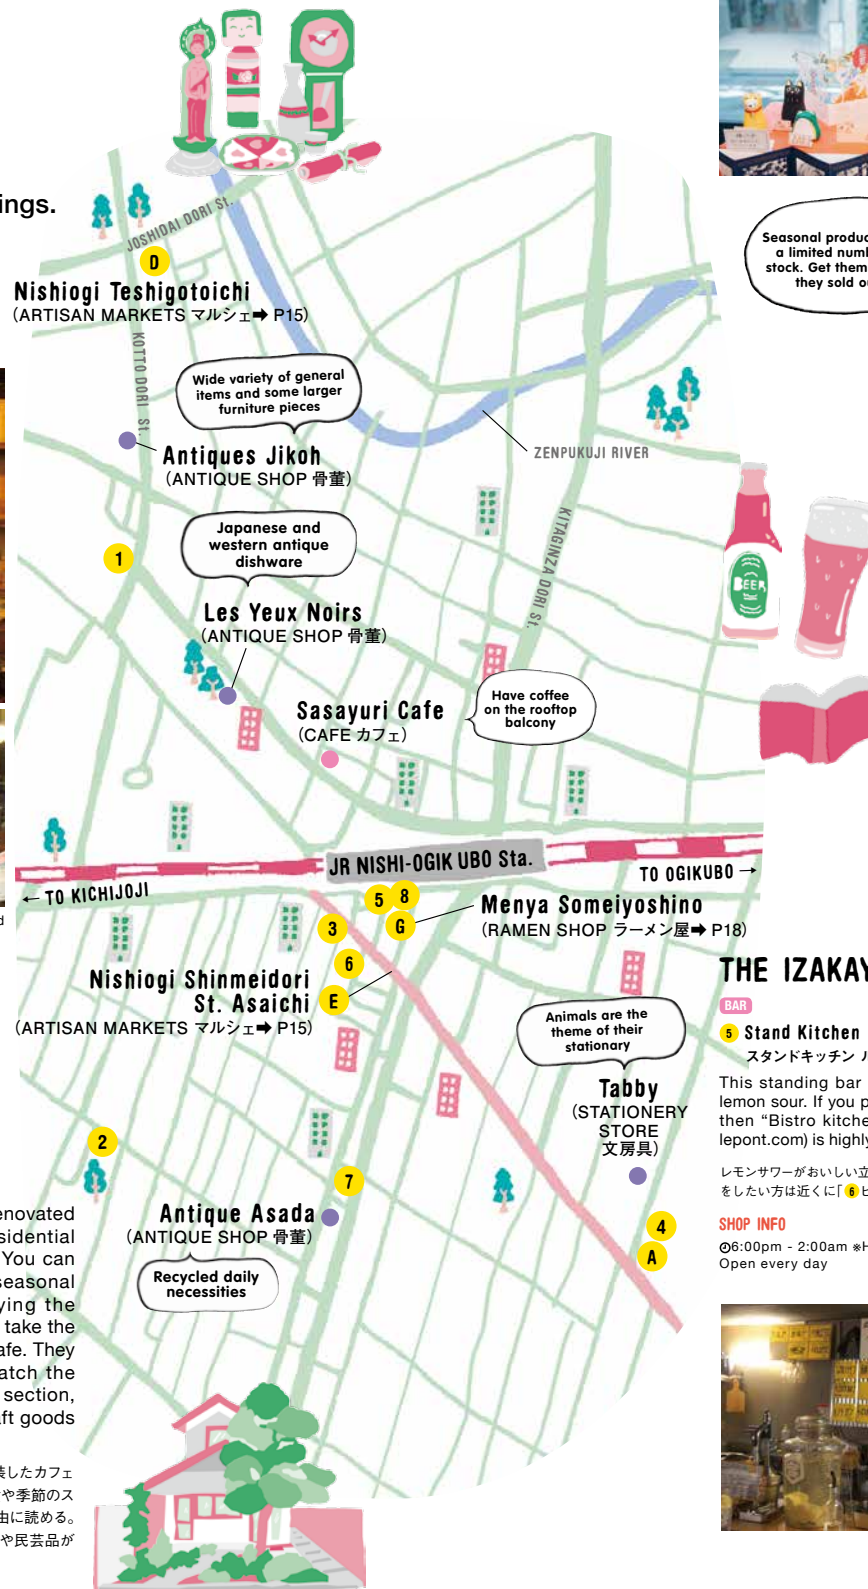 ings.
JOSHIDAI DORI St.
D
Nishiogi Teshigotoichi
(ARTISAN MARKETS マルシェ➡ P15)
KOTTO DORI St.
Wide variety of general
items and some larger
furniture pieces
Antiques Jikoh
(ANTIQUE SHOP 骨董)
ZENPUKUJI RIVER
KITAGINZA DORI St.
1
Japanese and
western antique
dishware
Les Yeux Noirs
(ANTIQUE SHOP 骨董)
Sasayuri Cafe
(CAFE カフェ)
Have coffee
on the rooftop
balcony
JR NISHI-OGIK UBO Sta.
← TO KICHIJOJI
TO OGIKUBO →
5
8
G
3
6
E
Menya Someiyoshino
(RAMEN SHOP ラーメン屋➡ P18)
Nishiogi Shinmeidori
St. Asaichi
(ARTISAN MARKETS マルシェ➡ P15)
Animals are the
theme of their
stationary
Tabby
(STATIONERY
STORE
文房具)
2
7
Antique Asada
(ANTIQUE SHOP 骨董)
Recycled daily
necessities
4
A
d
enovated
sidential
You can
seasonal
ying the
take the
afe. They
atch the
section,
aft goods
装したカフェ
や季節のス
由に読める。
や民芸品が
Seasonal produc
a limited numb
stock. Get them
they sold ou
BEER
THE IZAKAY
BAR
5 Stand Kitchen
スタンドキッチン
This standing bar
lemon sour. If you p
then “Bistro kitche
lepont.com) is highly
レモンサワーがおいしい立
をしたい方は近くに「6ビ
SHOP INFO
6:00pm - 2:00am ※H
Open every day